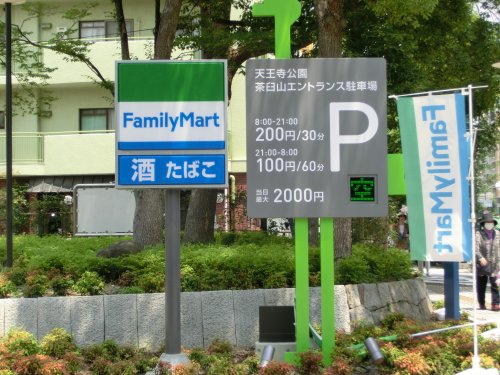 FamilyMart
酒 たばこ
天王寺公園
茶臼山エントランス駐車場
8:00-21:00
200円/30分
21:00-8:00
100円/60分
当日
最大 2000円
P
空
FamilyMart